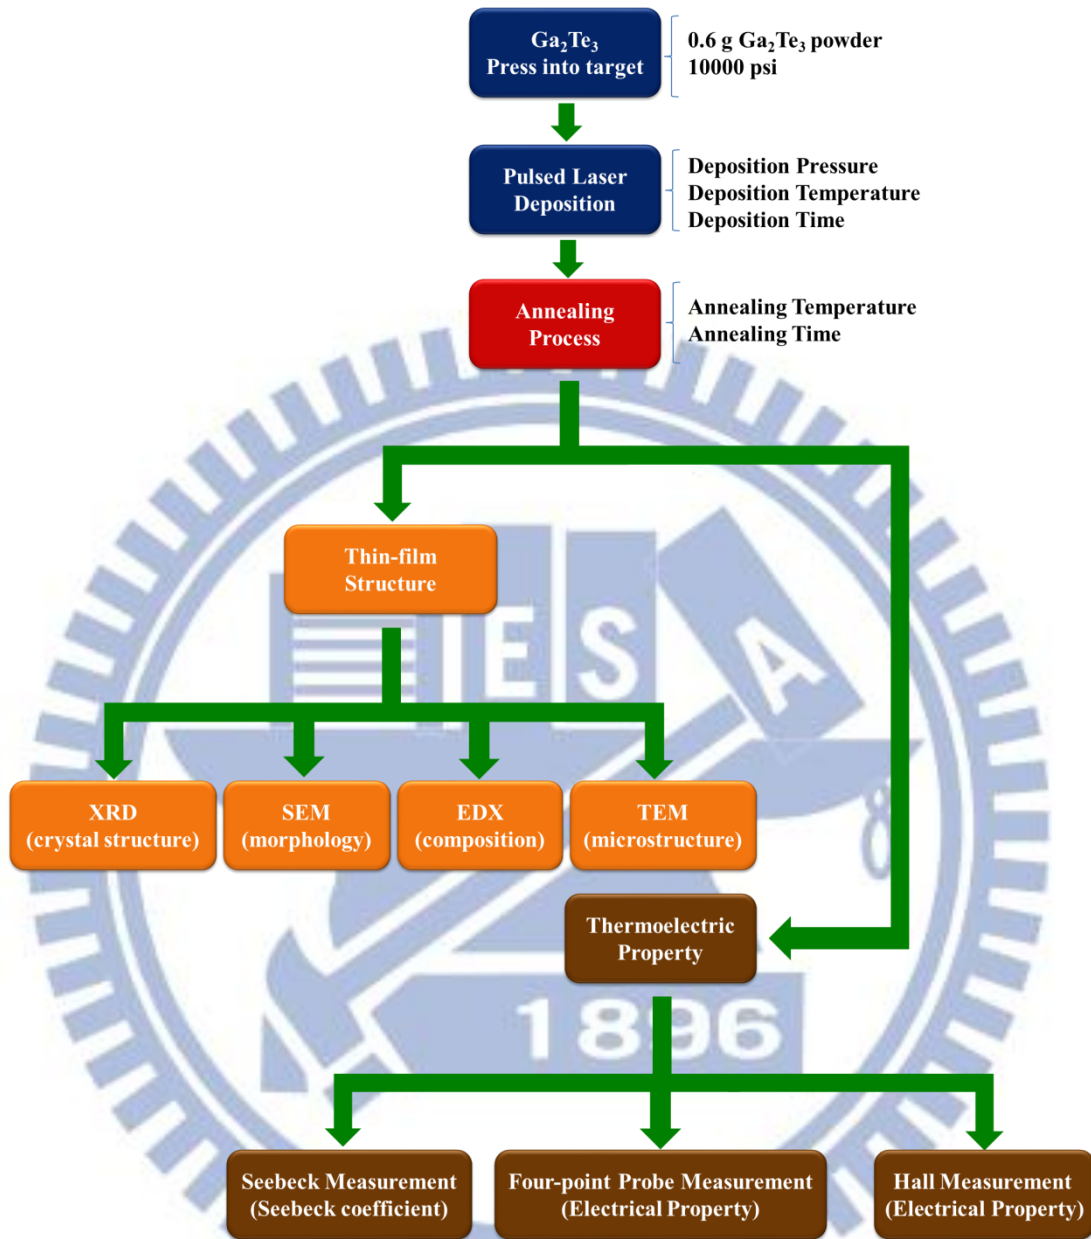 Ga₂Te₃
Press into target
0.6 g Ga₂Te₃ powder
10000 psi
Pulsed Laser
Deposition
Deposition Pressure
Deposition Temperature
Deposition Time
Annealing
Process
Annealing Temperature
Annealing Time
Thin-film
Structure
E S A
XRD
(crystal structure)
SEM
(morphology)
EDX
(composition)
TEM
(microstructure)
8
Thermoelectric
Property
1896
Seebeck Measurement
(Seebeck coefficient)
Four-point Probe Measurement
(Electrical Property)
Hall Measurement
(Electrical Property)